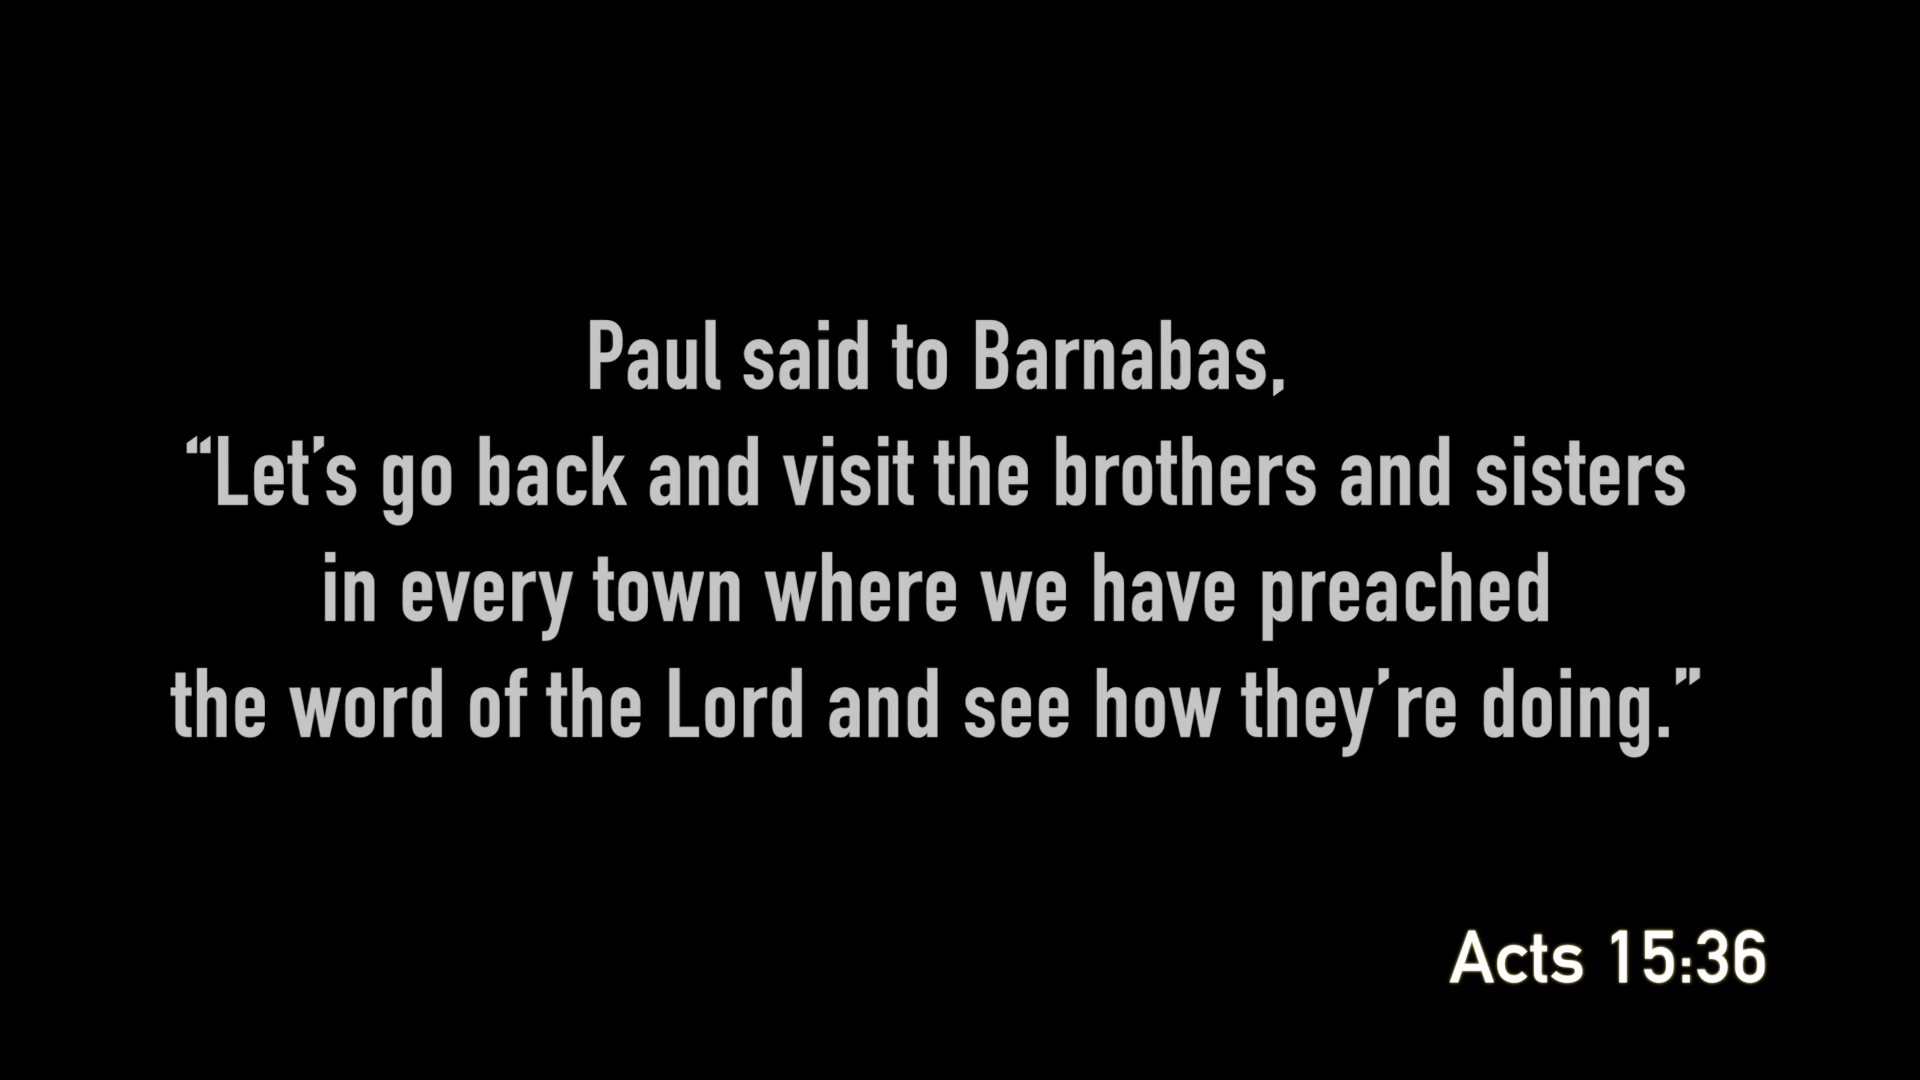 Paul said to Barnabas,
“Let’s go back and visit the brothers and sisters
in every town where we have preached
the word of the Lord and see how they’re doing.”
Acts 15:36